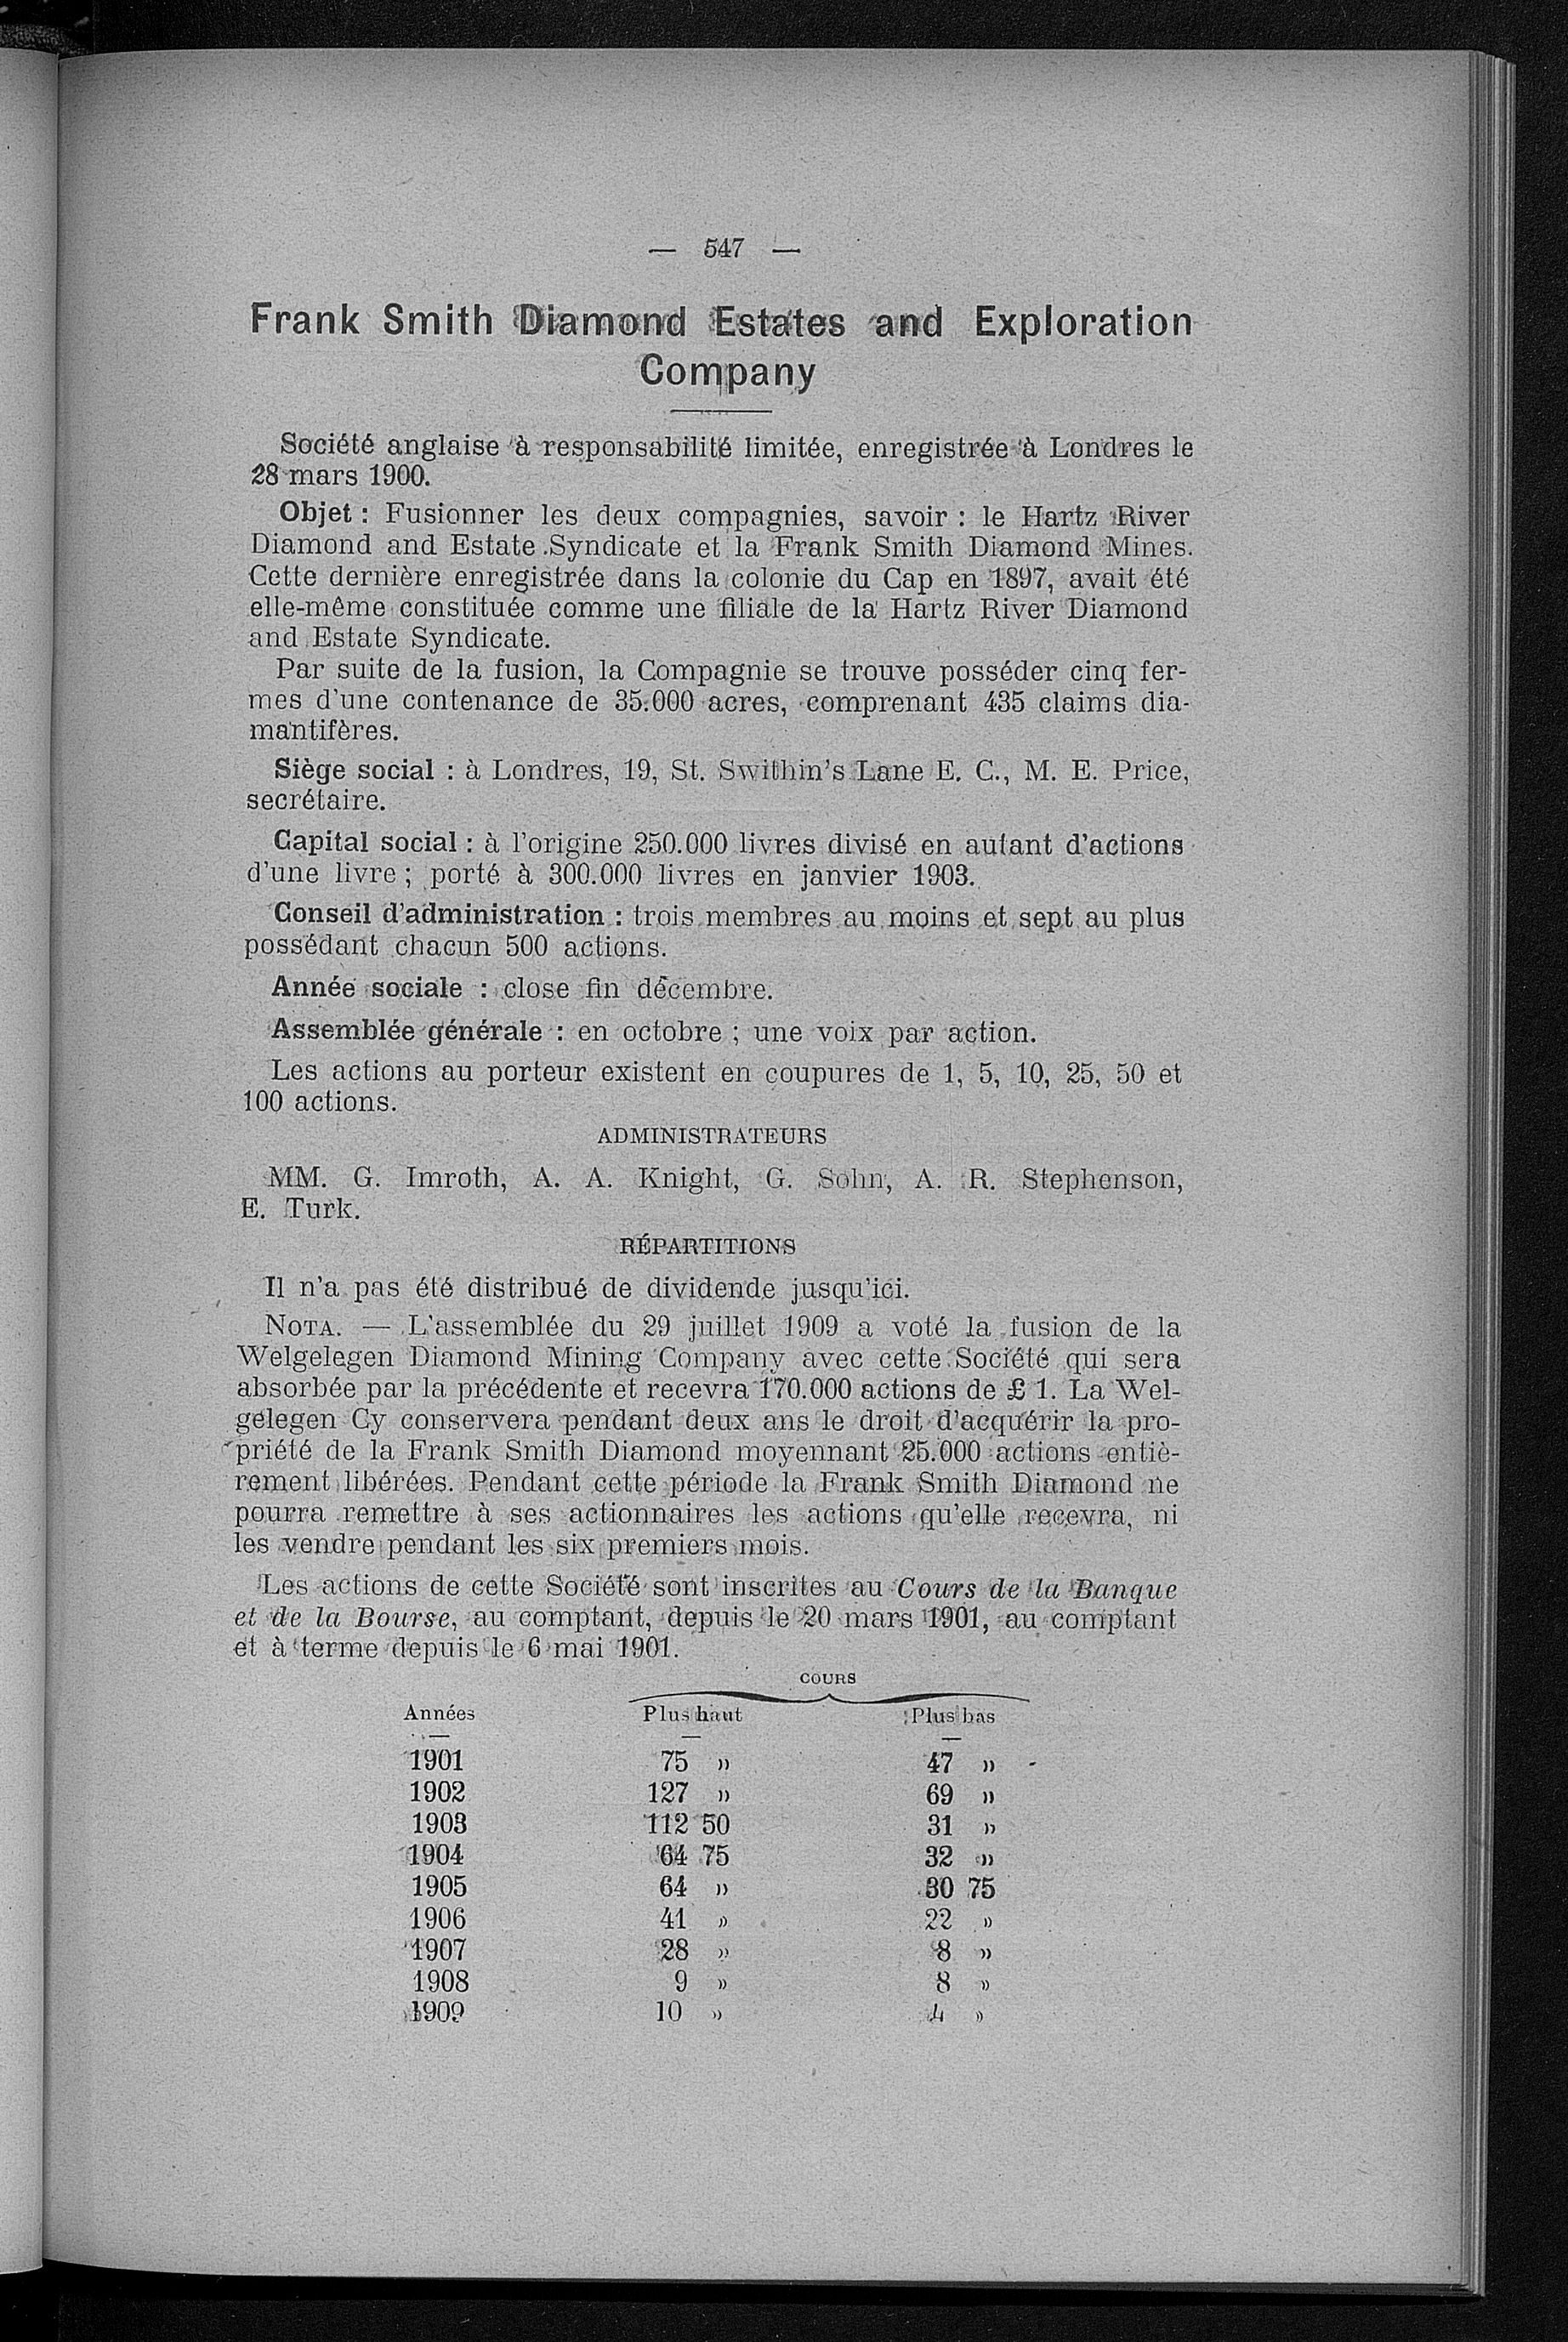 — 547 —
Frank Smith Diamond Estates and Exploration
Company
Société anglaise à responsabilité limitée, enregistrée à Londres le
28 mars 1900.
Objet : Fusionner les deux compagnies, savoir : le Hartz River
Diamond and Estate Syndicate et la Frank Smith Diamond Mines.
Cette dernière enregistrée dans la colonie du Cap en 1897, avait été
elle-même constituée comme une filiale de la Hartz River Diamond
and Estate Syndicate.
Par suite de la fusion, la Compagnie se trouve posséder cinq fer-
mes d'une contenance de 35.000 acres, comprenant 435 claims dia-
mantifères.
Siège social : à Londres, 19, St. Swithin's Lane E. C., M. E. Price,
secrétaire.
Capital social : à l'origine 250.000 livres divisé en autant d'actions
d'une livre ; porté à 300.000 livres en janvier 1903.
Conseil d'administration : trois membres au moins et sept au plus
possédant chacun 500 actions.
Année sociale : close fin décembre.
Assemblée générale : en octobre ; une voix par action.
Les actions au porteur existent en coupures de 1, 5, 10, 25, 50 et
100 actions.
ADMINISTRATEURS
MM. G. Imroth, A. A. Knight, G. Sohn, A. R. Stephenson,
E. Turk.
RÉPARTITIONS
Il n'a pas été distribué de dividende jusqu'ici.
NOTA. — L'assemblée du 29 juillet 1909 a voté la fusion de la
Welgelegen Diamond Mining Company avec cette Société qui sera
absorbée par la précédente et recevra 170.000 actions de £ 1. La Wel-
gelegen Cy conservera pendant deux ans le droit d'acquérir la pro-
priété de la Frank Smith Diamond moyennant 25.000 actions entiè-
rement libérées. Pendant cette période la Frank Smith Diamond ne
pourra remettre à ses actionnaires les actions qu'elle recevra, ni
les vendre pendant les six premiers mois.
Les actions de cette Société sont inscrites au Cours de la Banque
et de la Bourse, au comptant, depuis le 20 mars 1901, au comptant
et à terme depuis le 6 mai 1901.
COURS
Années Plus haut Plus bas
1901 75 » 47 »
1902 127 » 69 »
1903 112 50 31 »
1904 64 75 32 »
1905 64 » 30 75
1906 41 » 22 »
1907 28 » 8 »
1908 9 » 8 »
1909 10 » 4 »